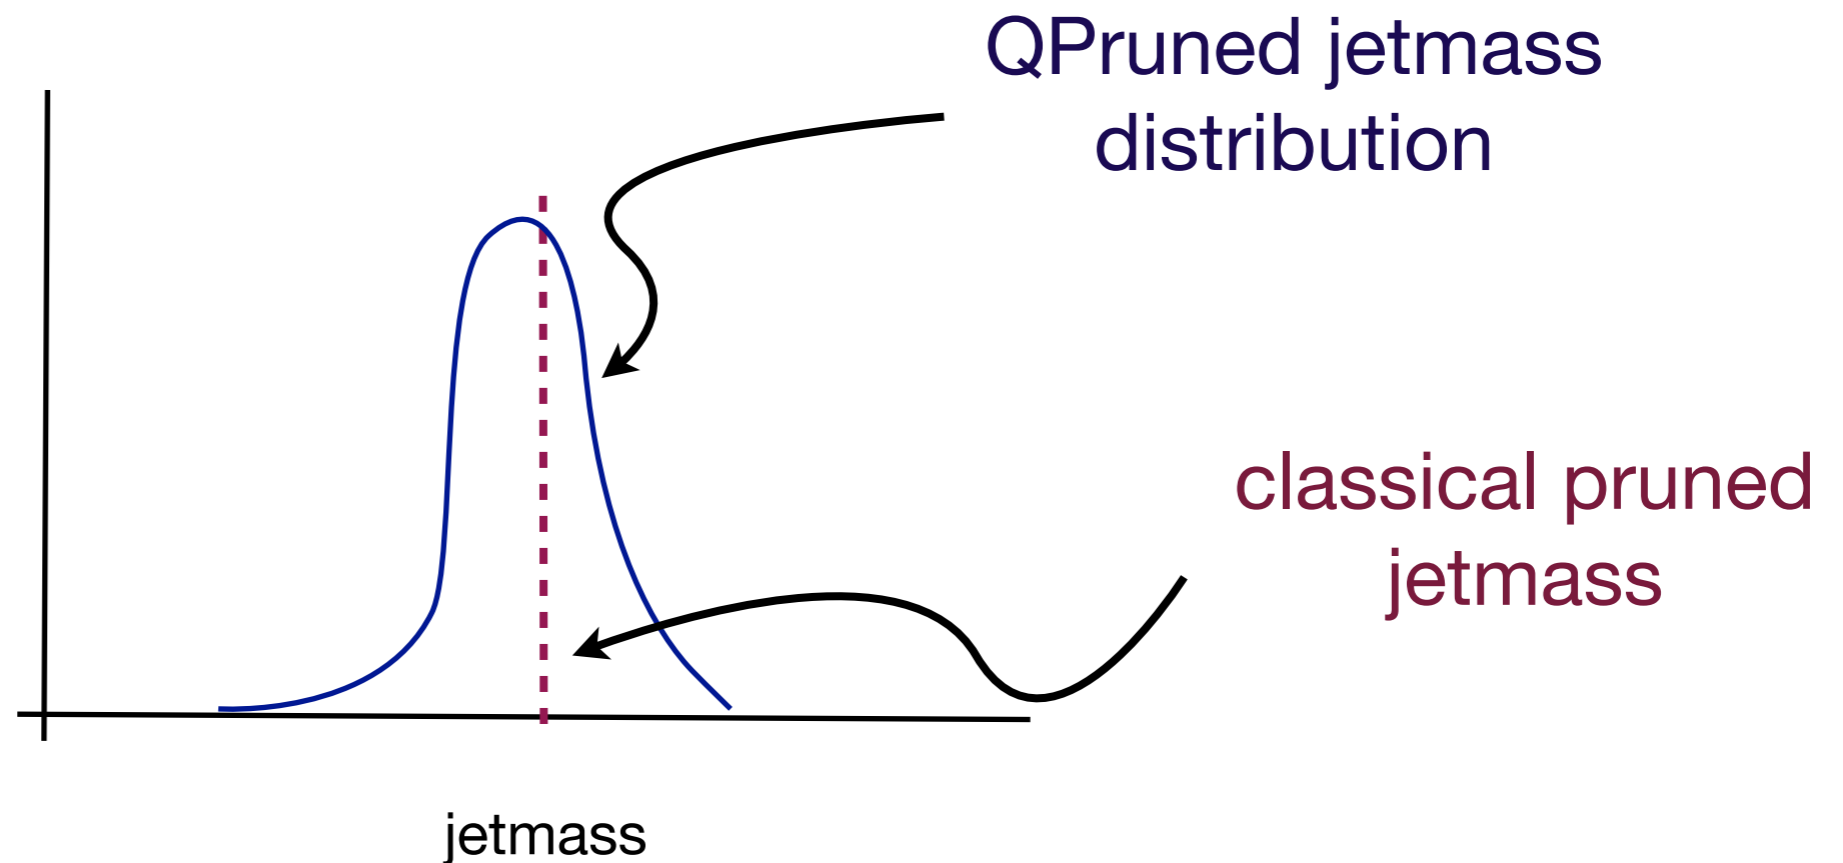 QPruned jetmass
distribution
classical pruned
jetmass
jetmass